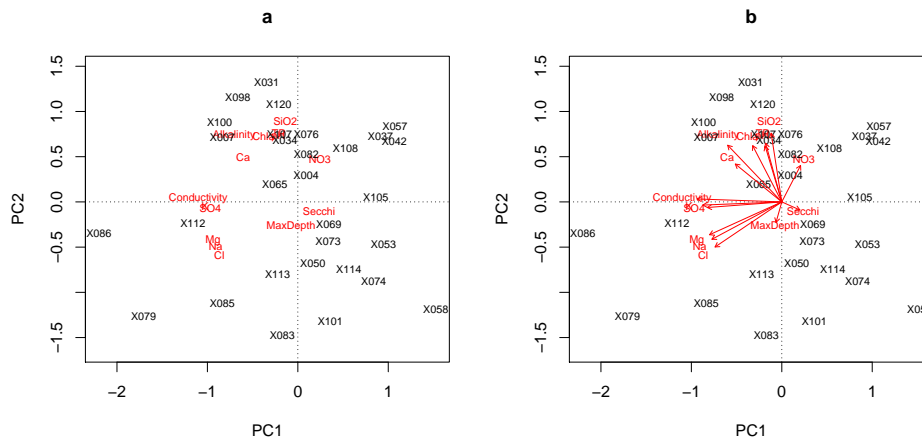 a
b
PC2
1.5
1.0
0.5
0.0
−0.5
−1.5
X031
X098
X120
SiO2
X100
X057
Alkalinity
X007
X076
X037
X042
X034
X108
X082
NO3
Ca
X004
X065
Conductivity
X105
SO4
Secchi
X112
MaxDepth
X069
X086
Mg
X073
X053
Na
Cl
X050
X113
X114
X074
X085
X079
X058
X101
X083
−2
−1
0
1
PC1
PC2
1.5
1.0
0.5
0.0
−0.5
−1.5
X031
X098
X120
SiO2
X100
X057
Alkalinity
X007
X076
X037
X042
X034
X108
X082
NO3
Ca
X004
X065
Conductivity
X105
SO4
Secchi
X112
MaxDepth
X069
X086
Mg
X073
X053
Na
Cl
X050
X113
X114
X074
X085
X079
X101
X083
−2
−1
0
1
PC1